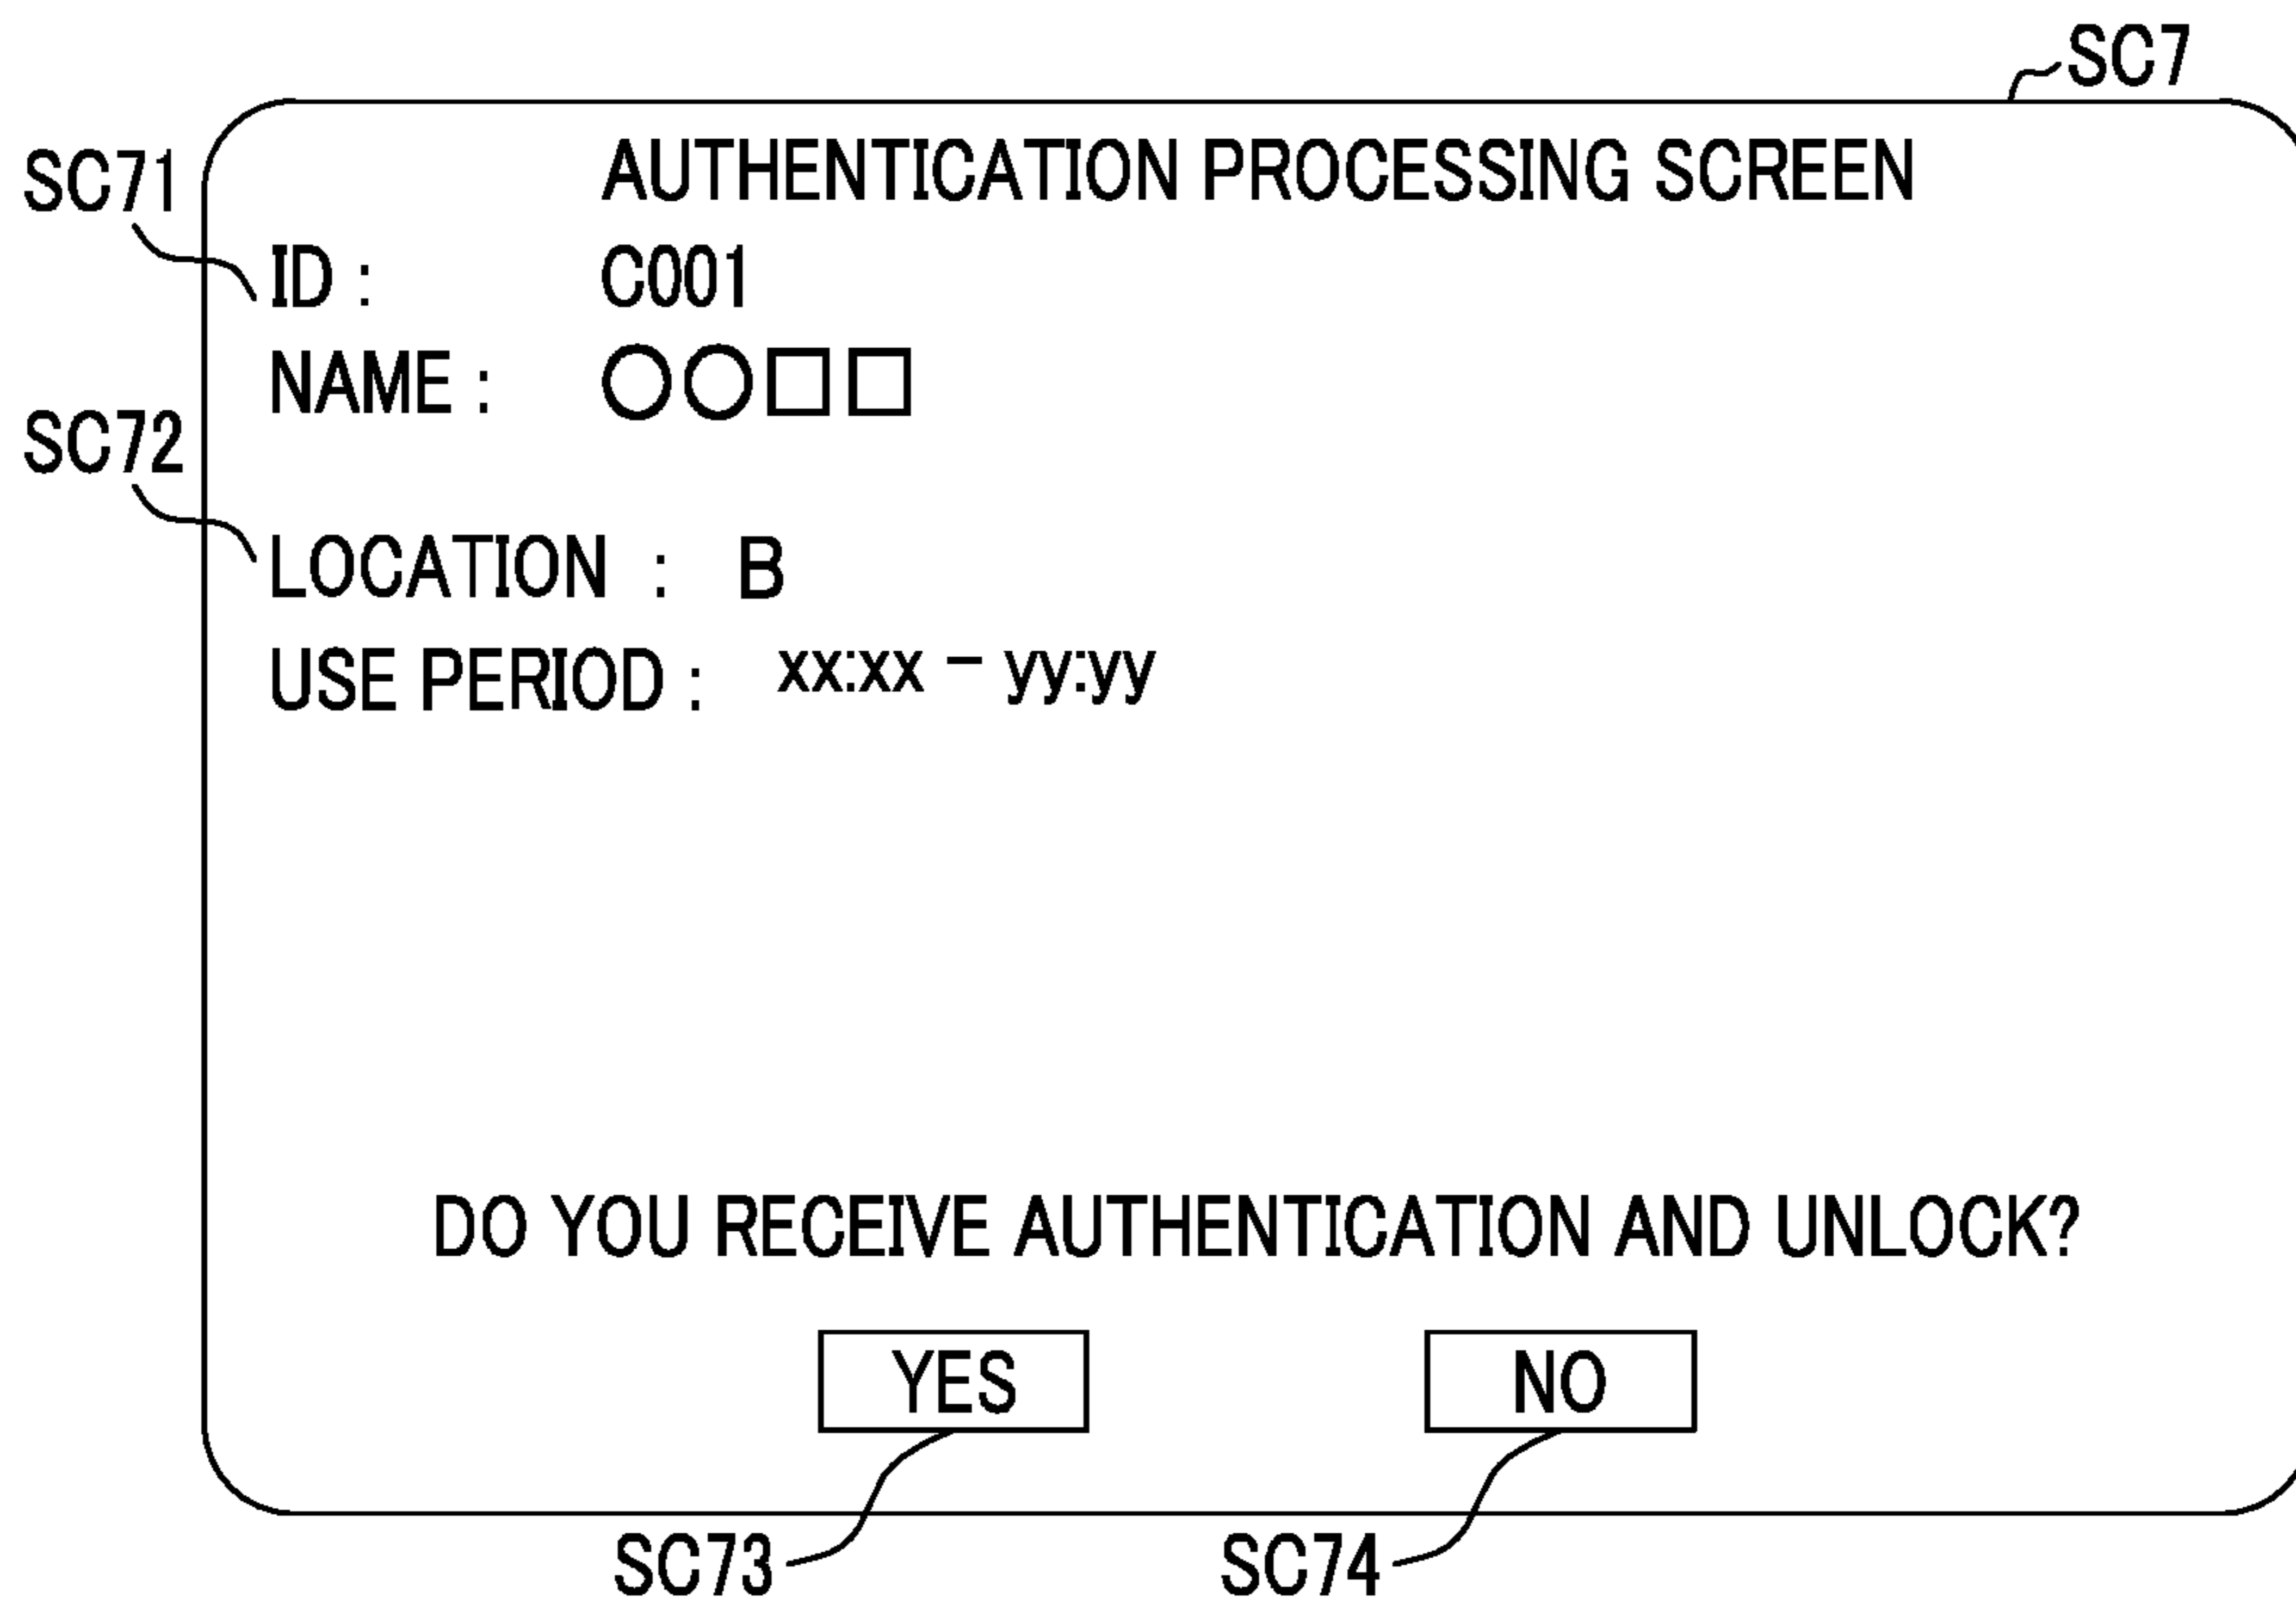 SC7
AUTHENTICATION PROCESSING SCREEN
SC71
ID : C001
NAME : ○○□□
SC72
LOCATION : B
USE PERIOD : xx:xx − yy:yy
DO YOU RECEIVE AUTHENTICATION AND UNLOCK?
YES NO
SC73 SC74